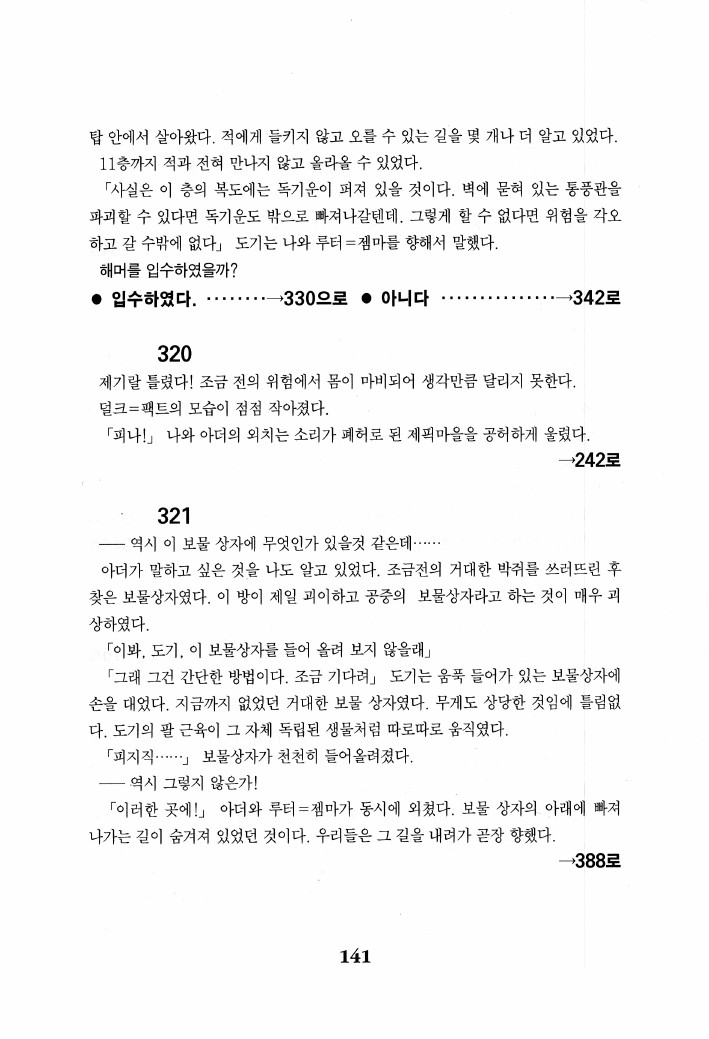 탑 안에서 살아왔다. 적에게 들키지 않고 오를 수 있는 길을 몇 개나 더 알고 있었다.
11층까지 적과 전혀 만나지 않고 올라올 수 있었다.
「사실은 이 층의 복도에는 독기운이 퍼져 있을 것이다. 벽에 묻혀 있는 통풍관을
파괴할 수 있다면 독기운도 밖으로 빠져나갈텐데. 그렇게 할 수 없다면 위험을 각오
하고 갈 수밖에 없다」 도기는 나와 루터=젬마를 향해서 말했다.
해머를 입수하였을까?
● 입수하였다. ········→330으로 ● 아니다 ···············→342로
320
제기랄 틀렸다! 조금 전의 위험에서 몸이 마비되어 생각만큼 달리지 못한다.
덜크=팩트의 모습이 점점 작아졌다.
「피나!」 나와 아더의 외치는 소리가 폐허로 된 제픽마을을 공허하게 울렸다.
→242로
321
── 역시 이 보물 상자에 무엇인가 있을것 같은데······
아더가 말하고 싶은 것을 나도 알고 있었다. 조금전의 거대한 박쥐를 쓰러뜨린 후
찾은 보물상자였다. 이 방이 제일 괴이하고 공중의 보물상자라고 하는 것이 매우 괴
상하였다.
「이봐, 도기, 이 보물상자를 들어 올려 보지 않을래」
「그래 그건 간단한 방법이다. 조금 기다려」 도기는 움푹 들어가 있는 보물상자에
손을 대었다. 지금까지 없었던 거대한 보물 상자였다. 무게도 상당한 것임에 틀림없
다. 도기의 팔 근육이 그 자체 독립된 생물처럼 따로따로 움직였다.
「피지직······」 보물상자가 천천히 들어올려졌다.
── 역시 그렇지 않은가!
「이러한 곳에!」 아더와 루터=젬마가 동시에 외쳤다. 보물 상자의 아래에 빠져
나가는 길이 숨겨져 있었던 것이다. 우리들은 그 길을 내려가 곧장 향했다.
→388로
141